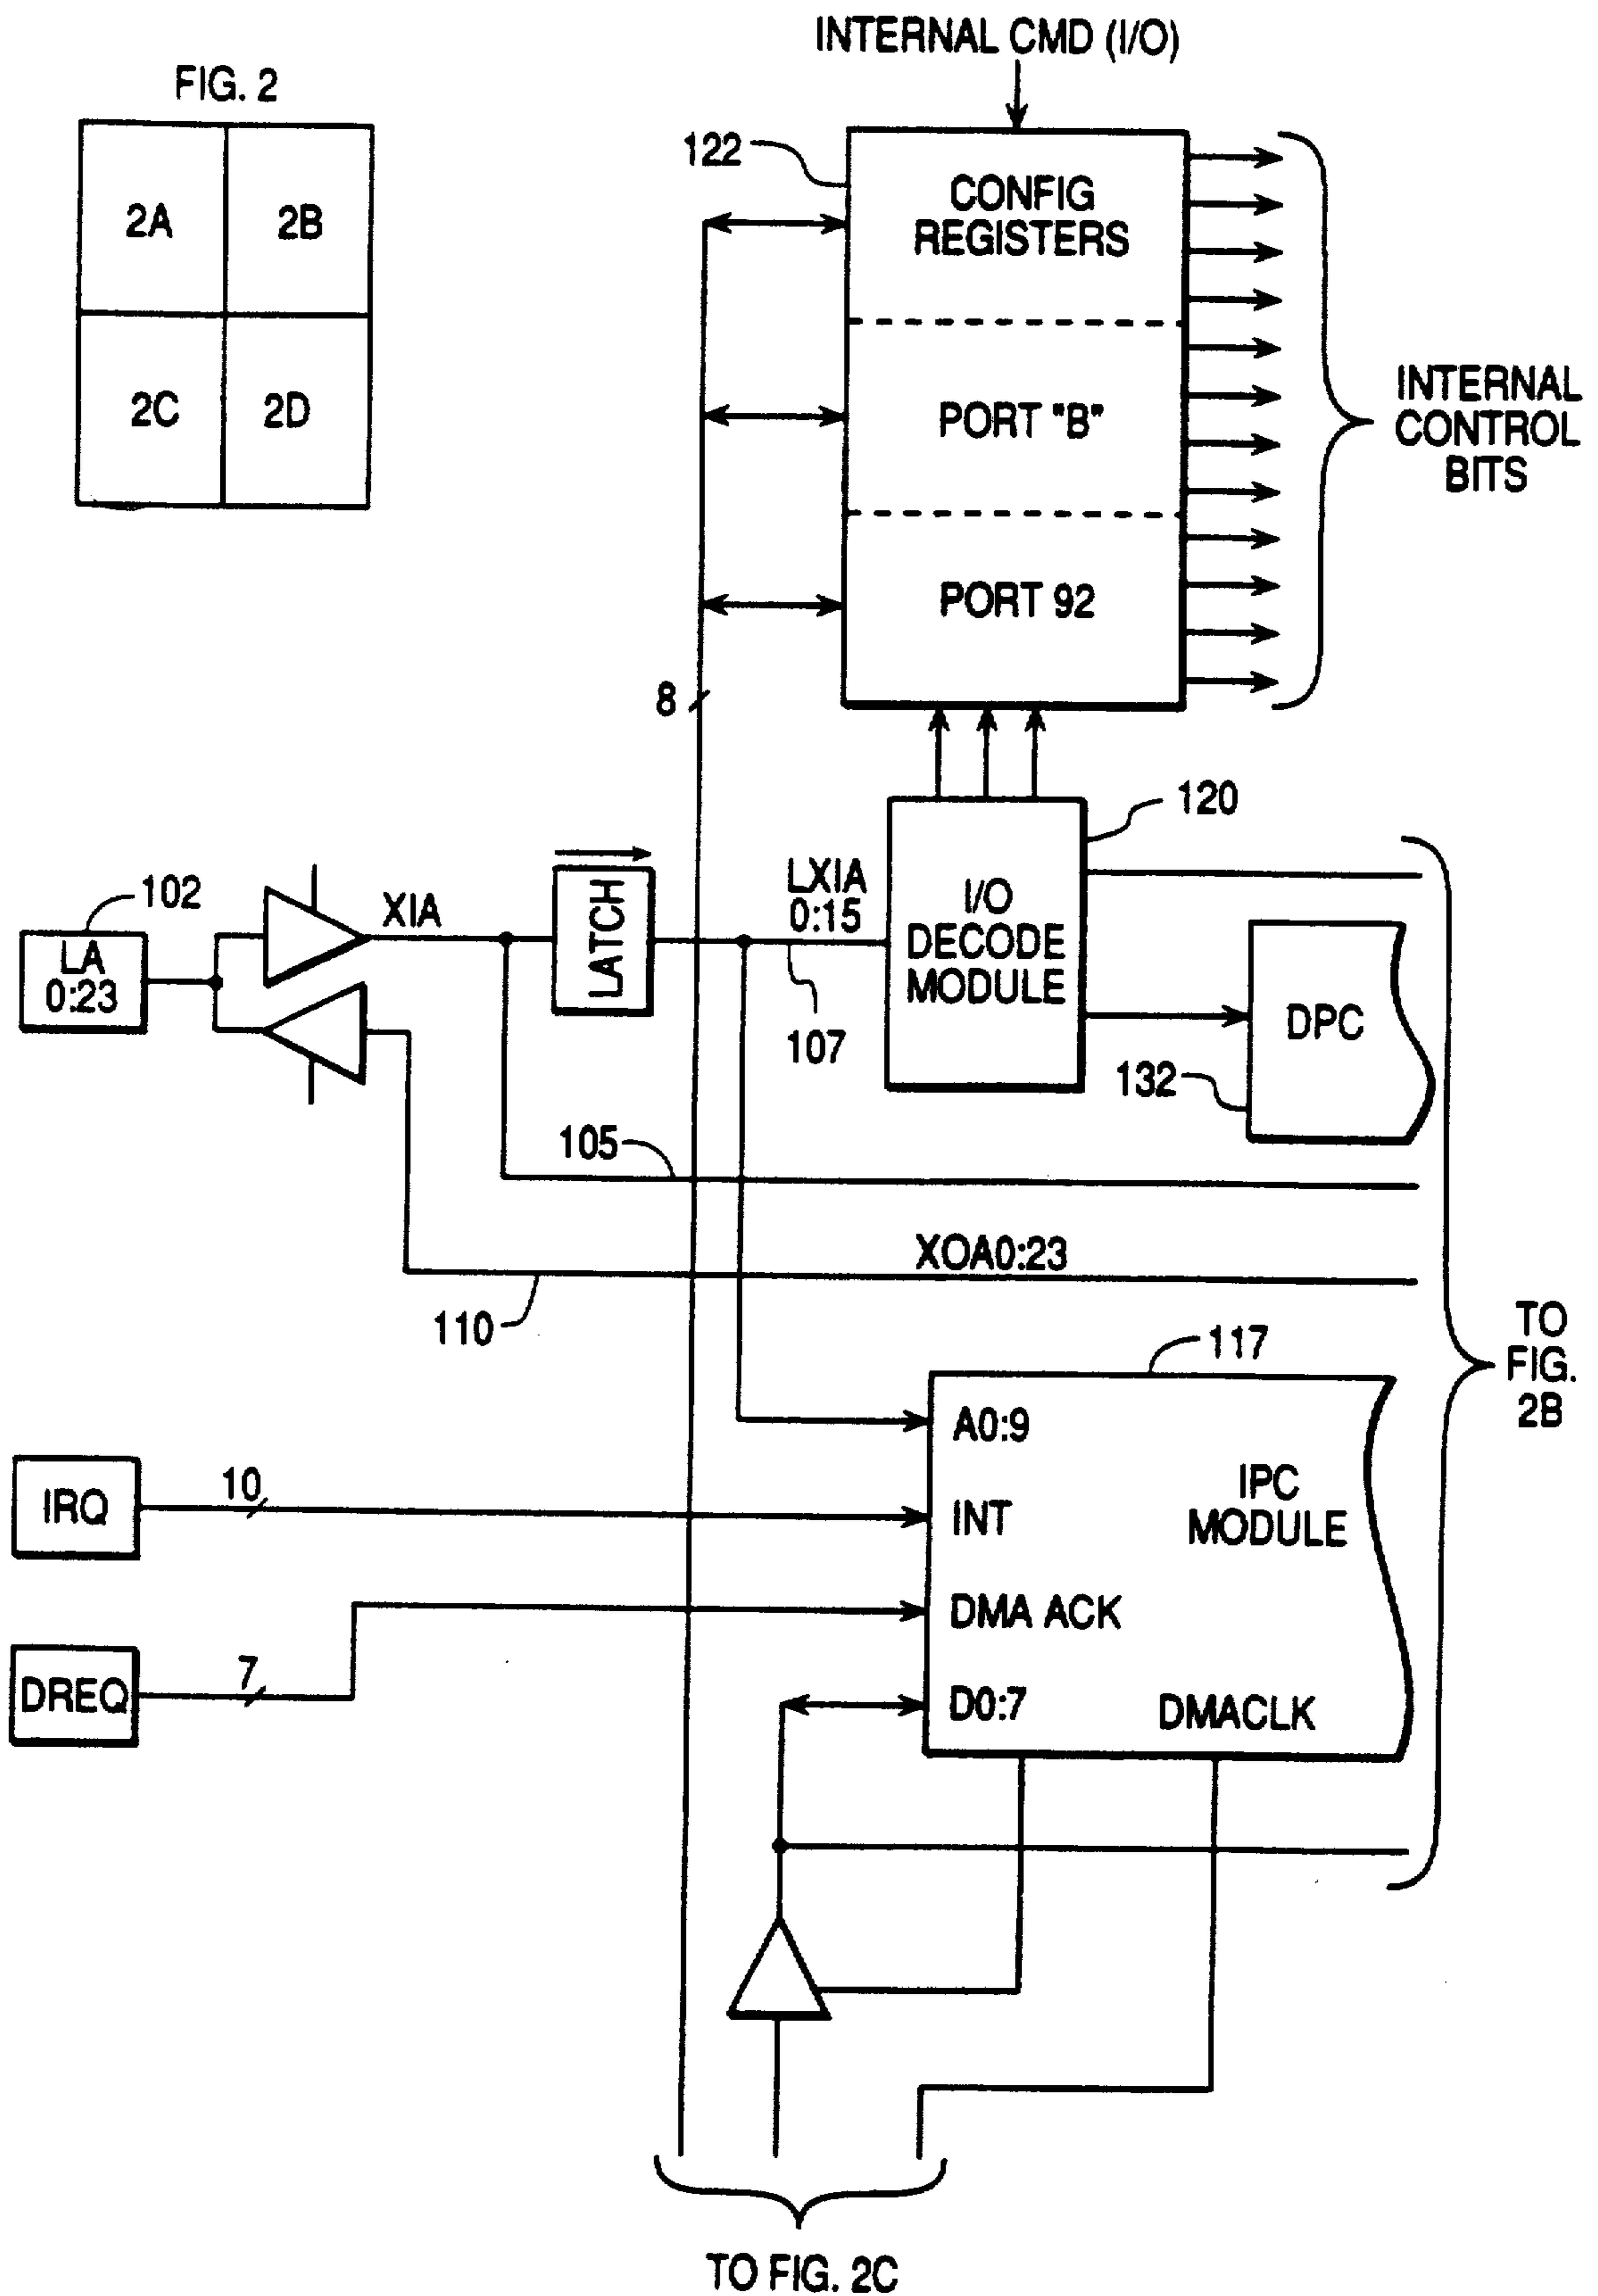 INTERNAL CMD (I/O)
FIG. 2
2A
2B
2C
2D
122
CONFIG
REGISTERS
PORT "B"
PORT 92
INTERNAL
CONTROL
BITS
8
120
102
LA
0:23
XIA
LATCH
LXIA
0:15
107
I/O
DECODE
MODULE
DPC
132
105
XOA0:23
110
117
TO
FIG.
2B
A0:9
IRQ
10
INT
IPC
MODULE
DMA ACK
DREQ
7
D0:7
DMACLK
TO FIG. 2C